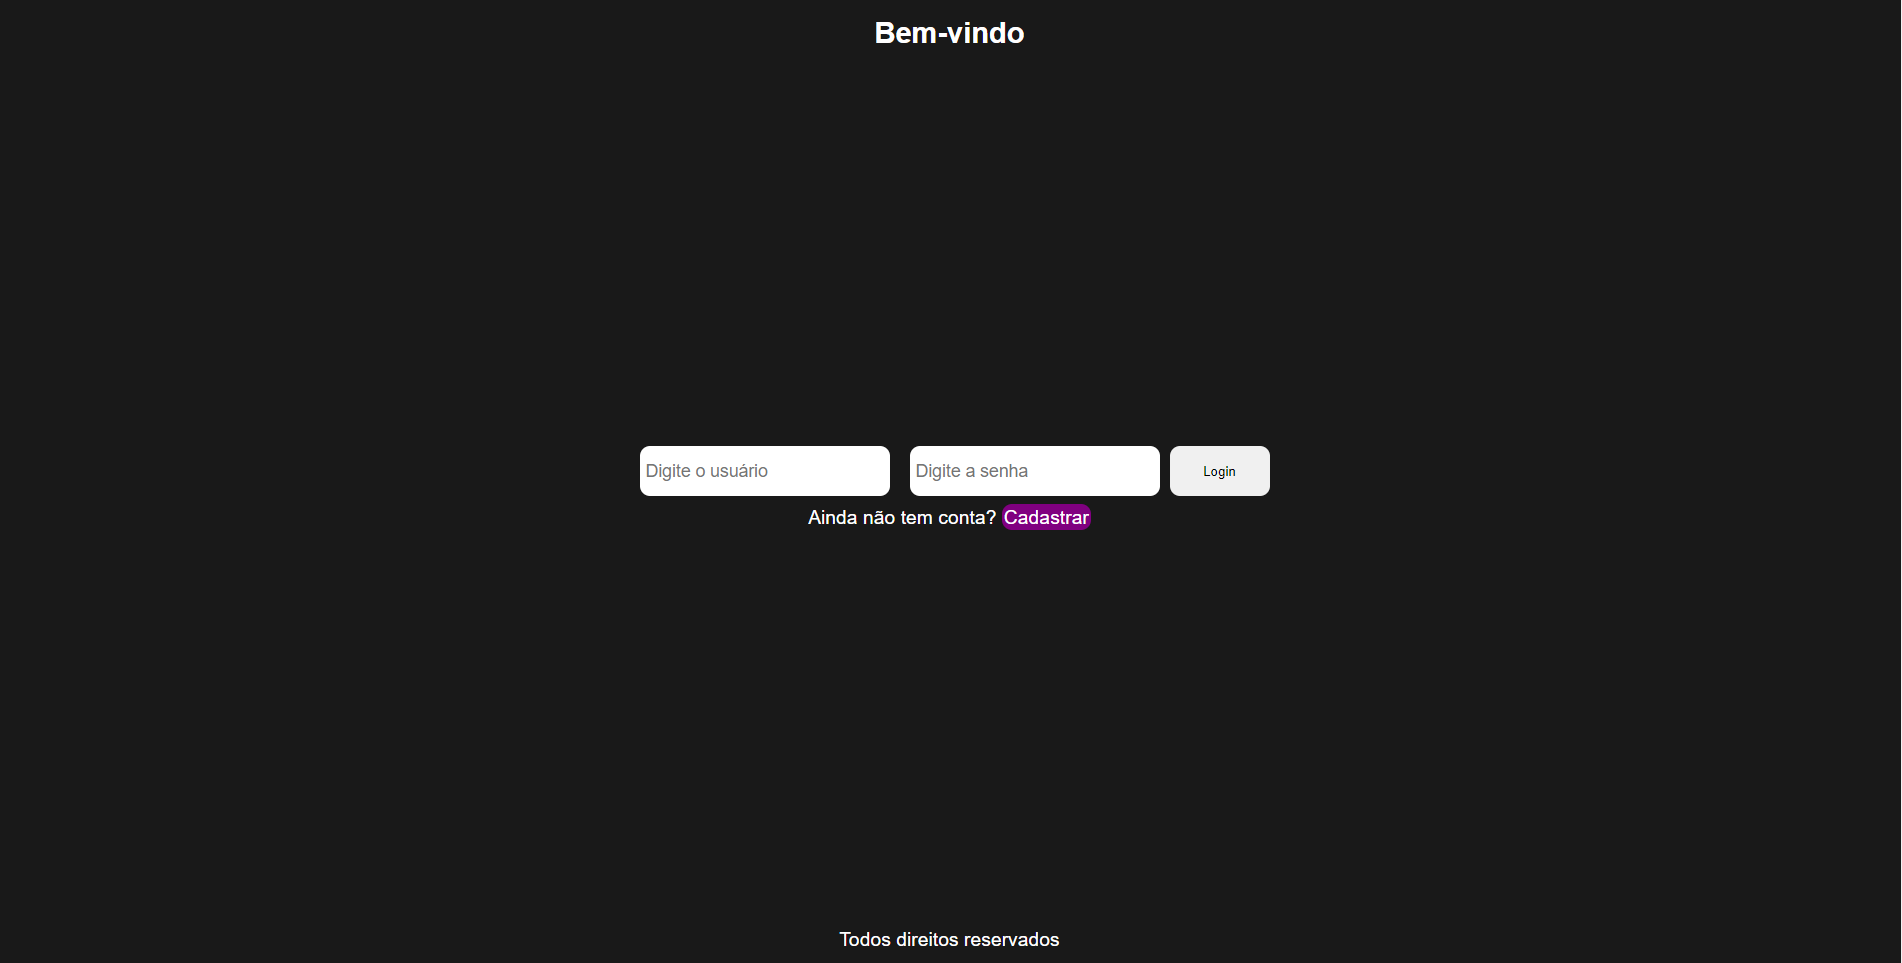 Bem-vindo
Digite o usuário
Digite a senha
Login
Ainda não tem conta? Cadastrar
Todos direitos reservados